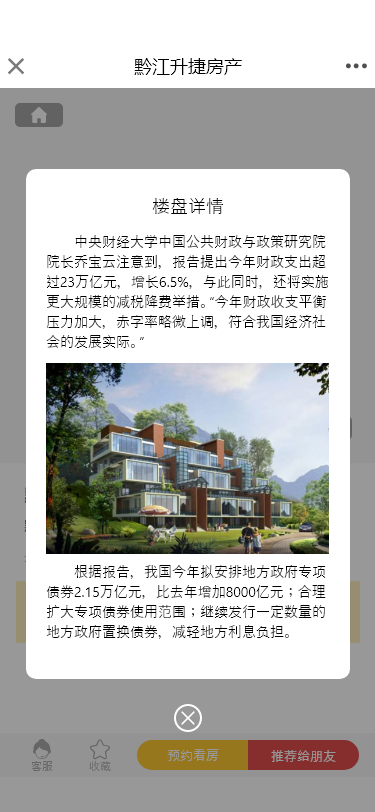 黔江升捷房产
楼盘详情
中央财经大学中国公共财政与政策研究院
院长乔宝云注意到，报告提出今年财政支出超
过23万亿元，增长6.5%，与此同时，还将实施
更大规模的减税降费举措。“今年财政收支平衡
压力加大，赤字率略微上调，符合我国经济社
会的发展实际。”
根据报告，我国今年拟安排地方政府专项
债券2.15万亿元，比去年增加8000亿元；合理
扩大专项债券使用范围；继续发行一定数量的
地方政府置换债券，减轻地方利息负担。
客服
收藏
预约看房
推荐给朋友